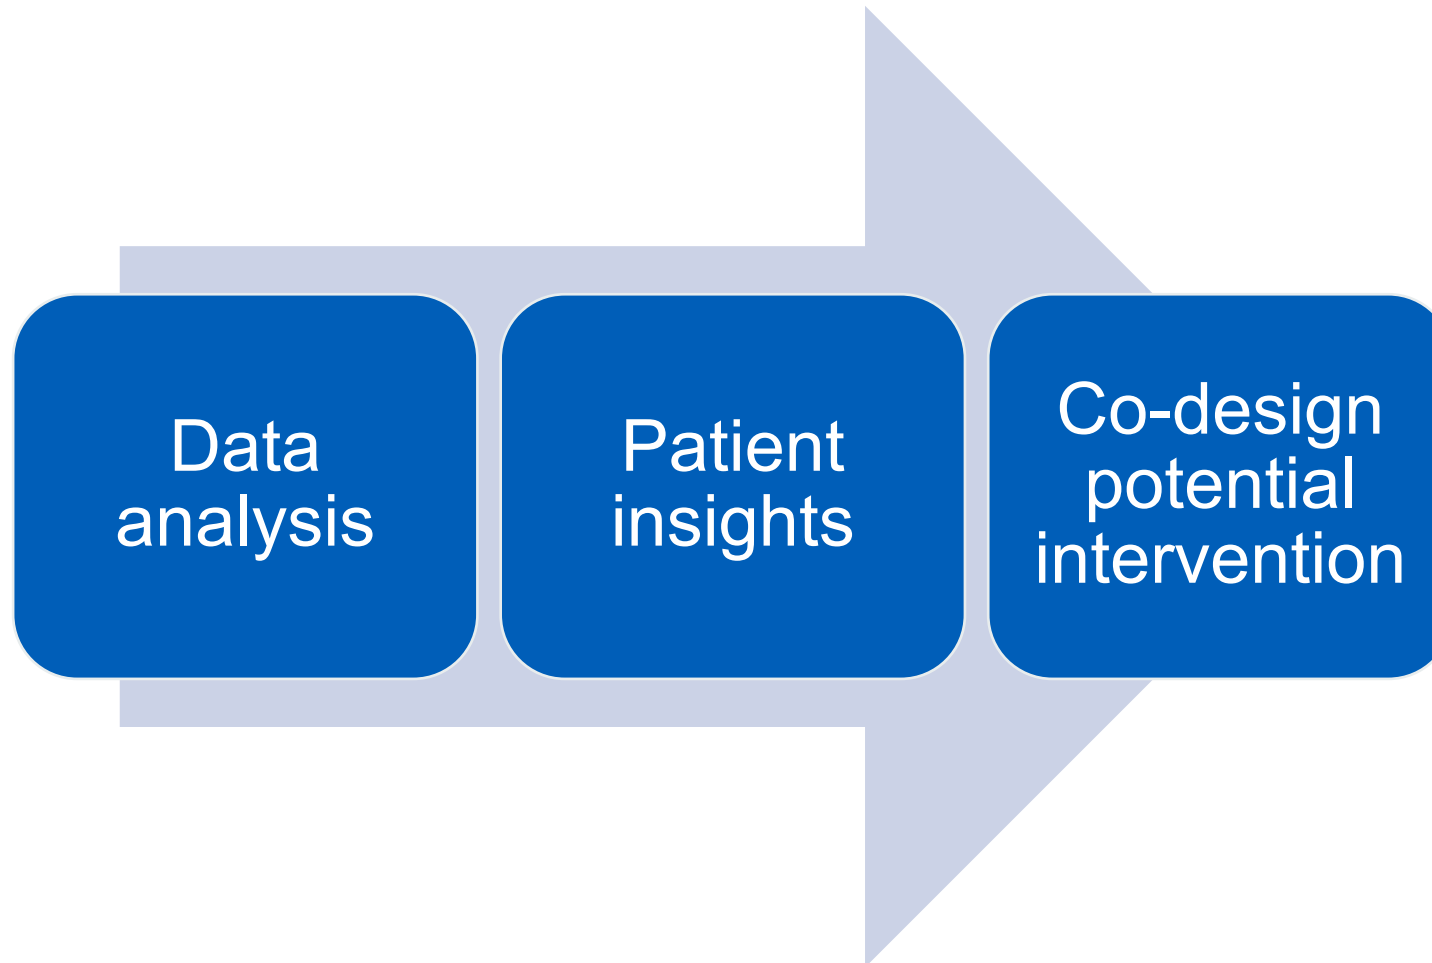 Data
analysis
Patient
insights
Co-design
potential
intervention